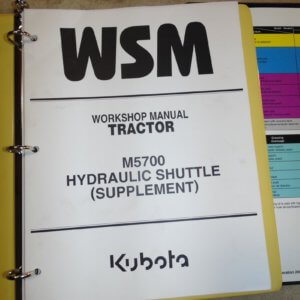 WSM
WORKSHOP MANUAL
TRACTOR
M5700
HYDRAULIC SHUTTLE
(SUPPLEMENT)
Kubota